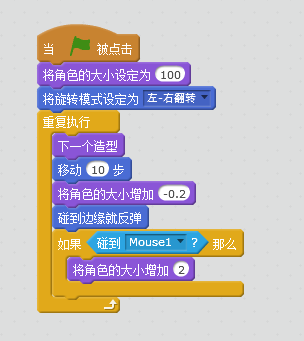 当 被点击
将角色的大小设定为 100
将旋转模式设定为 左-右翻转
重复执行
下一个造型
移动 10 步
将角色的大小增加 -0.2
碰到边缘就反弹
如果 碰到 Mouse1 ? 那么
将角色的大小增加 2